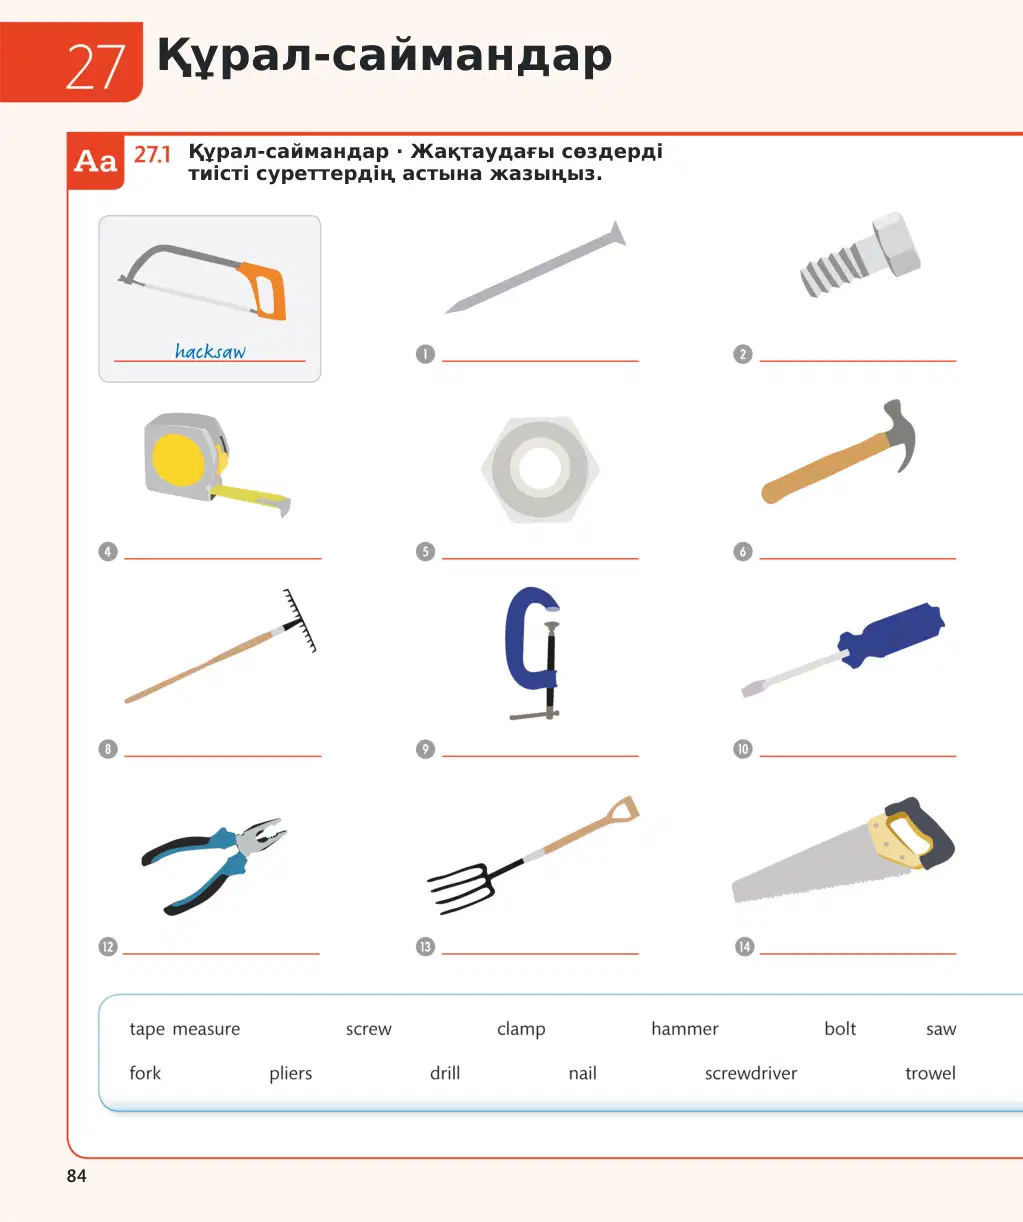 27 Құрал-саймандар
Aa 27.1 Құрал-саймандар · Жақтаудағы сөздерді
тиісті суреттердің астына жазыңыз.
hacksaw
1
2
4
5
6
8
9
10
12
13
14
tape measure screw clamp hammer bolt saw
fork pliers drill nail screwdriver trowel
84